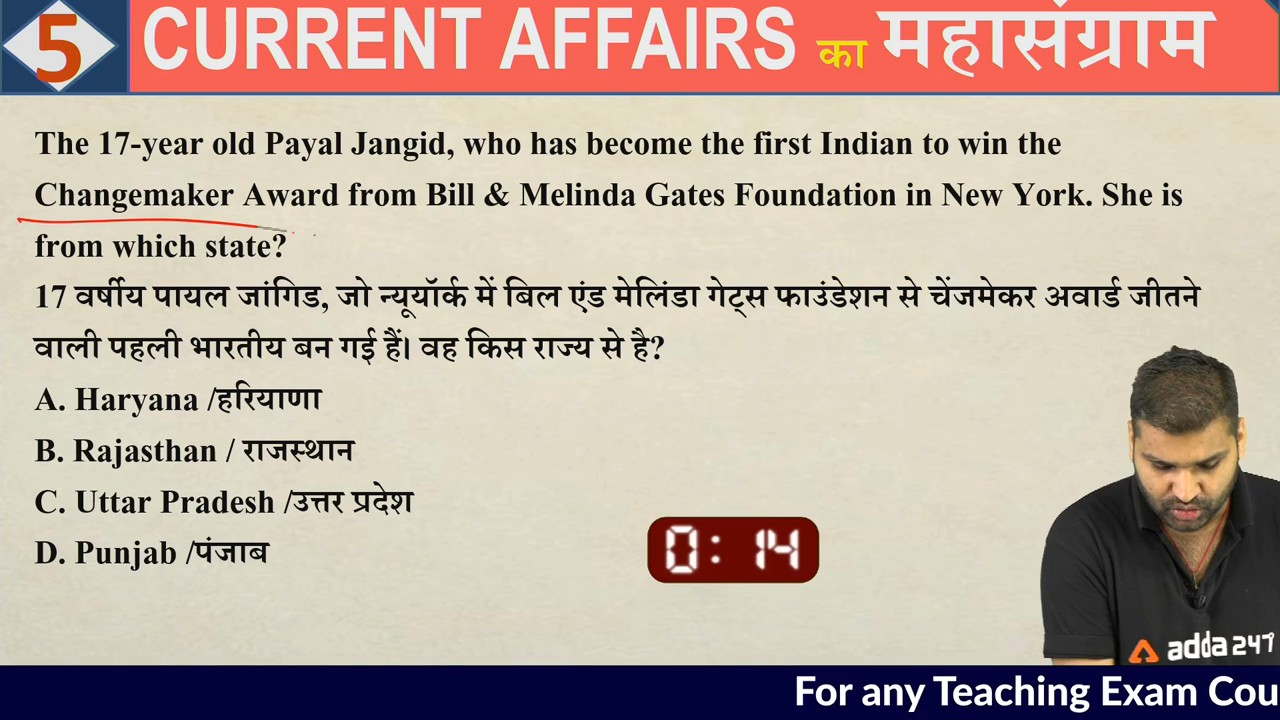 5
CURRENT AFFAIRS का महासंग्राम
The 17-year old Payal Jangid, who has become the first Indian to win the
Changemaker Award from Bill & Melinda Gates Foundation in New York. She is
from which state?
17 वर्षीय पायल जांगिड, जो न्यूयॉर्क में बिल एंड मेलिंडा गेट्स फाउंडेशन से चेंजमेकर अवार्ड जीतने
वाली पहली भारतीय बन गई हैं। वह किस राज्य से है?
A. Haryana /हरियाणा
B. Rajasthan / राजस्थान
C. Uttar Pradesh /उत्तर प्रदेश
D. Punjab /पंजाब
0: 14
adda 247
For any Teaching Exam Cou